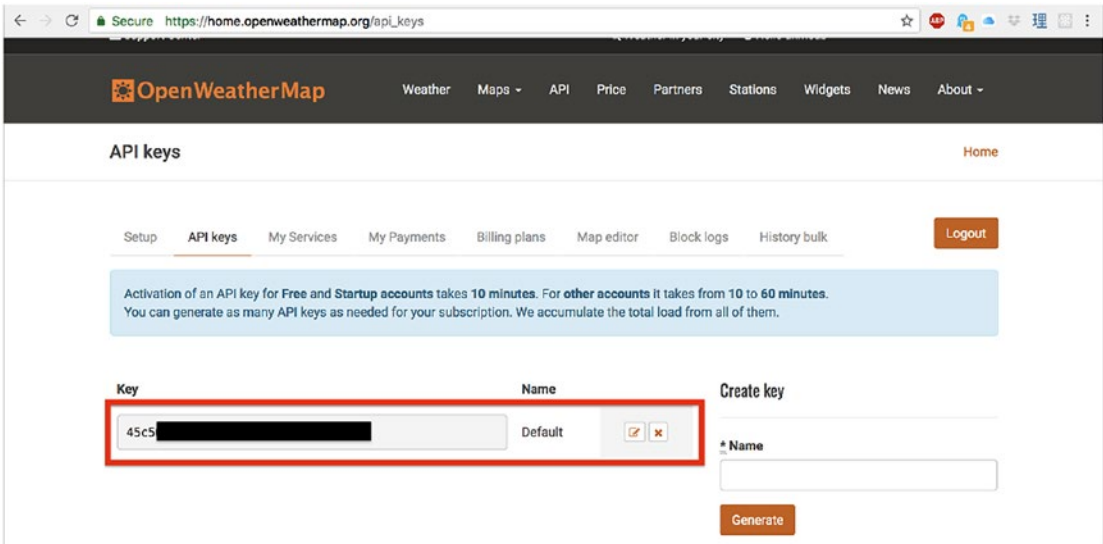 Secure https://home.openweathermap.org/api_keys
ABP
理
OpenWeatherMap
Weather Maps API Price Partners Stations Widgets News About
API keys
Home
Setup API keys My Services My Payments Billing plans Map editor Block logs History bulk
Logout
Activation of an API key for Free and Startup accounts takes 10 minutes. For other accounts it takes from 10 to 60 minutes.
You can generate as many API keys as needed for your subscription. We accumulate the total load from all of them.
Key Name
45c5 Default
Create key
* Name
Generate